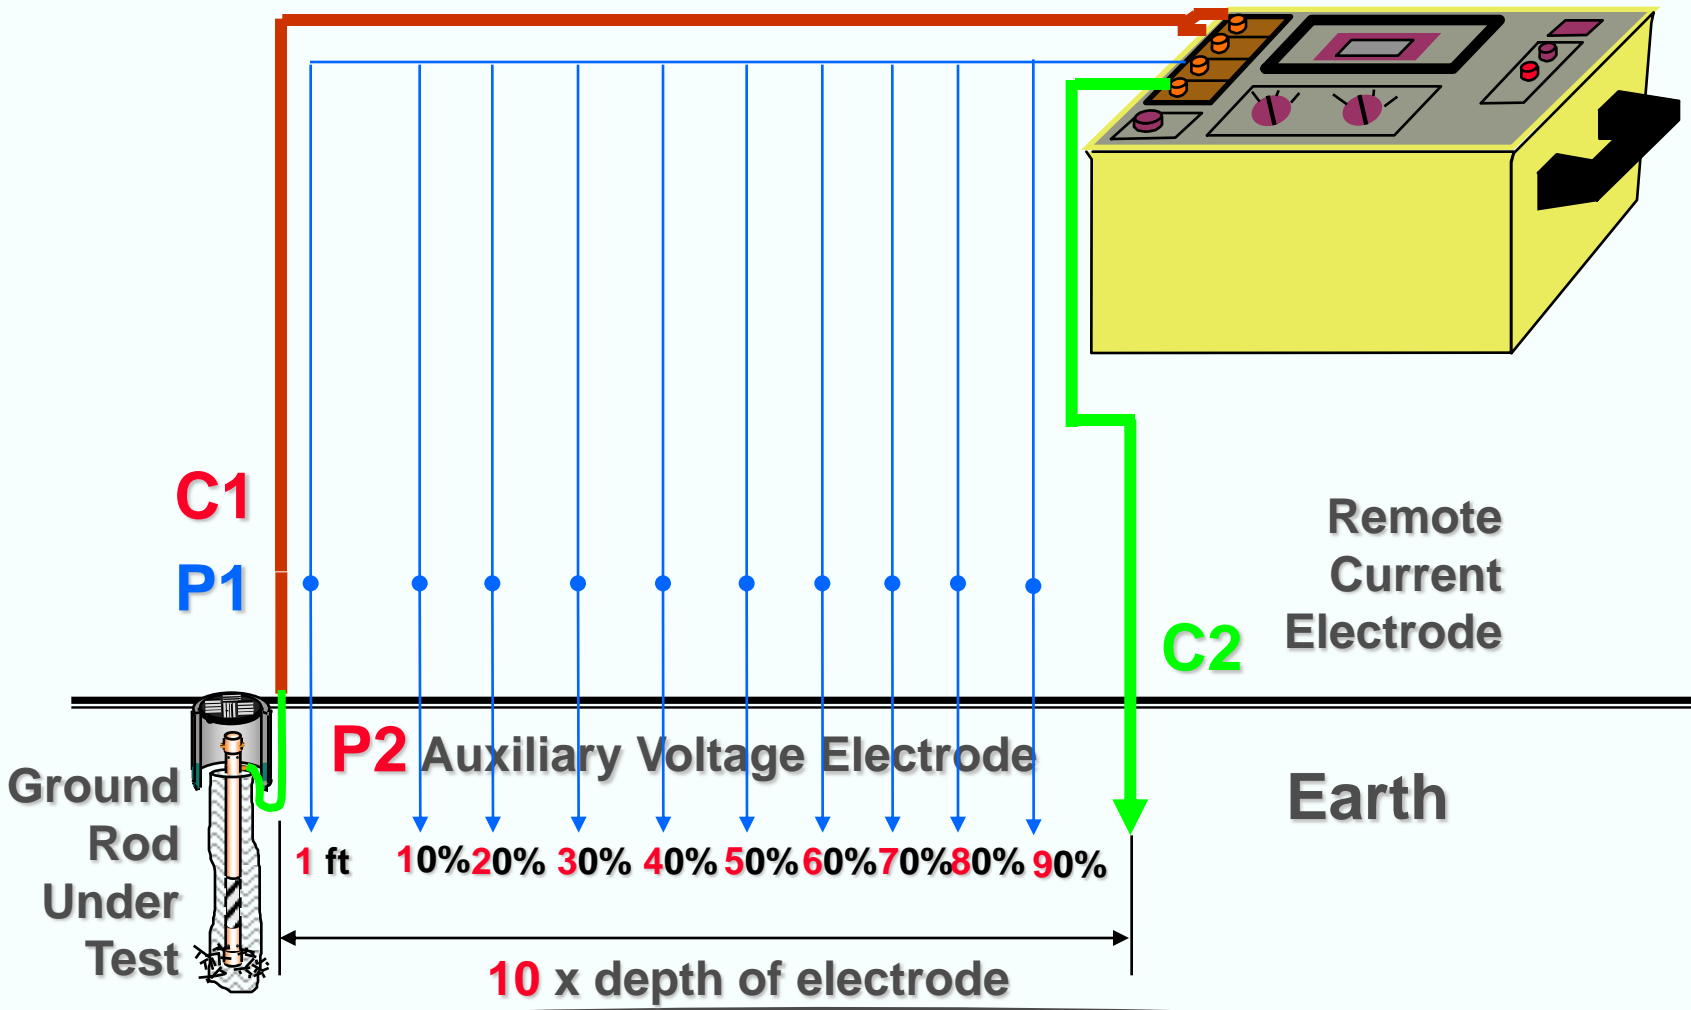 C1
P1
Remote
Current
Electrode
C2
P2 Auxiliary Voltage Electrode
Ground
Rod
Under
Test
Earth
1 ft 10% 20% 30% 40% 50% 60% 70% 80% 90%
10 x depth of electrode